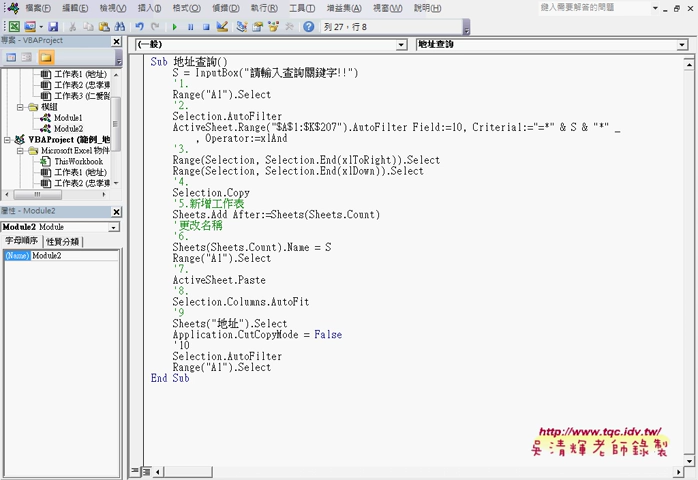 檔案(F) 編輯(E) 檢視(V) 插入(I) 格式(O) 偵錯(D) 執行(R) 工具(T) 增益集(A) 視窗(W) 說明(H)
鍵入需要解答的問題
列 27，行 8
專案 - VBAProject
工作表1 (地址)
工作表2 (忠孝東
工作表3 (仁愛路
模組
Module1
Module2
VBAProject (範例_地
Microsoft Excel 物件
ThisWorkbook
工作表1 (地址)
工作表2 (忠孝東
屬性 - Module2
Module2 Module
字母順序 性質分類
(Name) Module2
(一般)
地址查詢
Sub 地址查詢()
S = InputBox("請輸入查詢關鍵字!!")
'1.
Range("A1").Select
'2.
Selection.AutoFilter
ActiveSheet.Range("$A$1:$K$207").AutoFilter Field:=10, Criteria1:="=*" & S & "*" _
, Operator:=xlAnd
'3.
Range(Selection, Selection.End(xlToRight)).Select
Range(Selection, Selection.End(xlDown)).Select
'4.
Selection.Copy
'5.新增工作表
Sheets.Add After:=Sheets(Sheets.Count)
'更改名稱
'6.
Sheets(Sheets.Count).Name = S
Range("A1").Select
'7.
ActiveSheet.Paste
'8.
Selection.Columns.AutoFit
'9
Sheets("地址").Select
Application.CutCopyMode = False
'10
Selection.AutoFilter
Range("A1").Select
End Sub
http://www.tqc.idv.tw/
吳清輝老師錄製